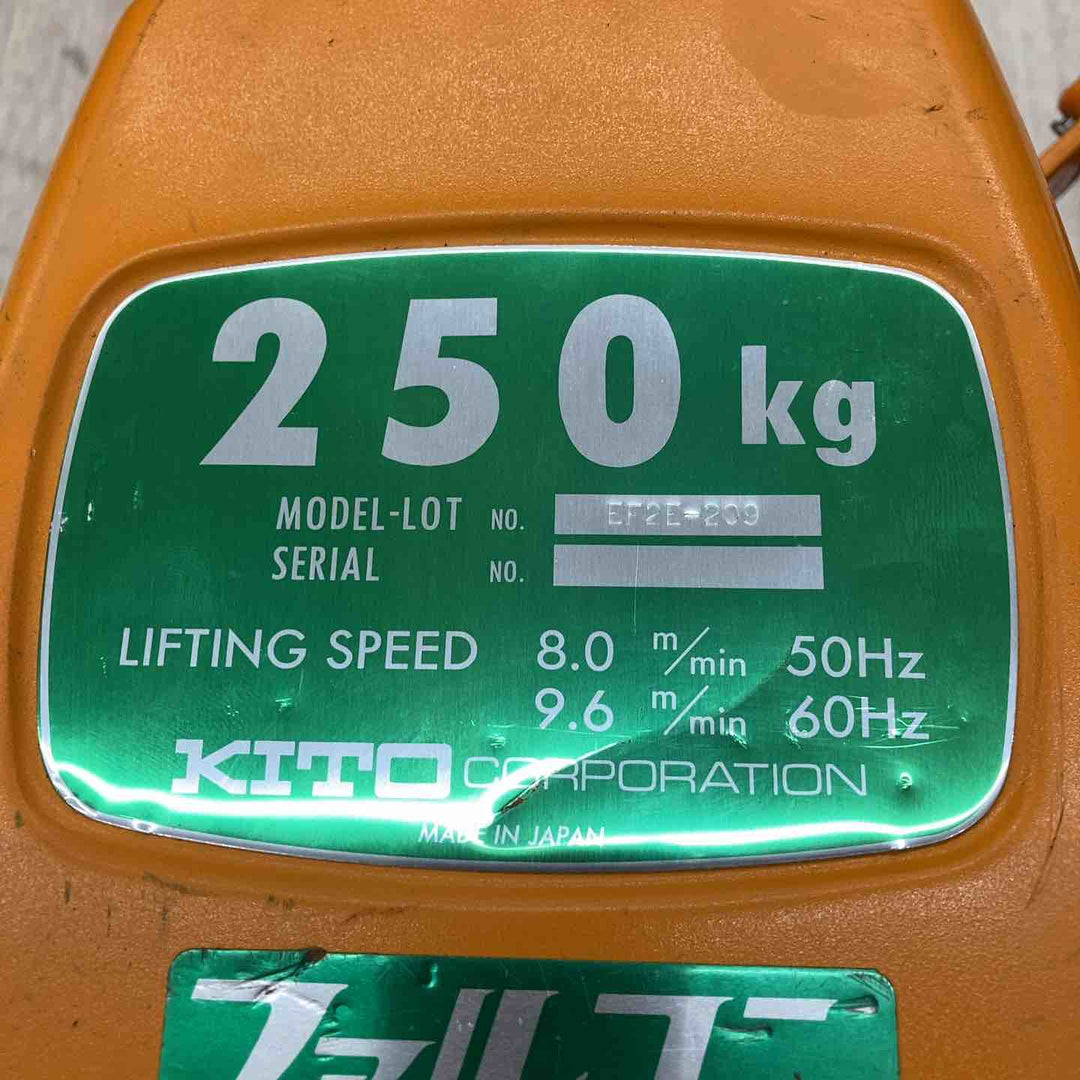 250 kg
MODEL-LOT NO. EF2E-209
SERIAL NO.
LIFTING SPEED 8.0 m/min 50Hz
9.6 m/min 60Hz
KITO CORPORATION
MADE IN JAPAN